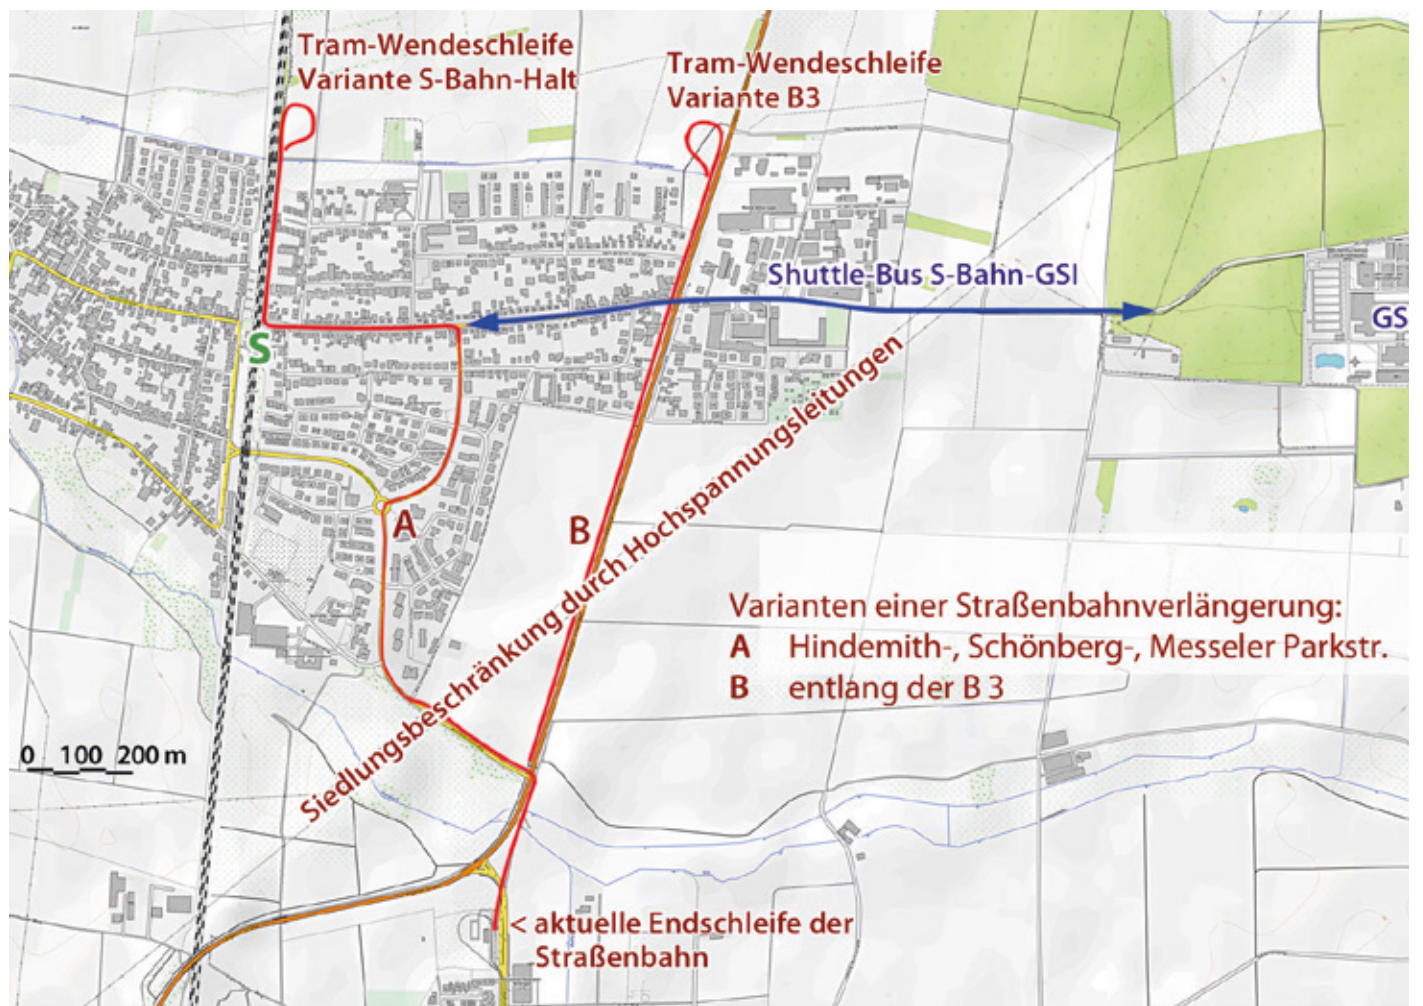 Tram-Wendeschleife
Variante S-Bahn-Halt
Tram-Wendeschleife
Variante B3
Shuttle-Bus S-Bahn-GSI
GS
S
A
B
Siedlungsbeschränkung durch Hochspannungsleitungen
Varianten einer Straßenbahnverlängerung:
A Hindemith-, Schönberg-, Messeler Parkstr.
B entlang der B 3
0 100 200 m
< aktuelle Endschleife der
Straßenbahn